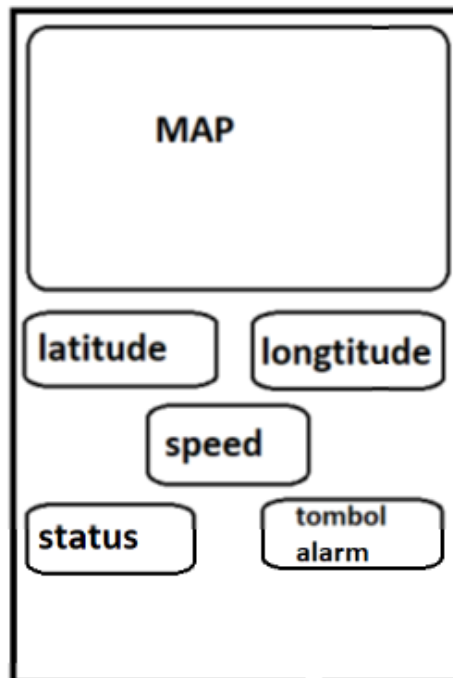 MAP
latitude
longtitude
speed
status
tombol
alarm